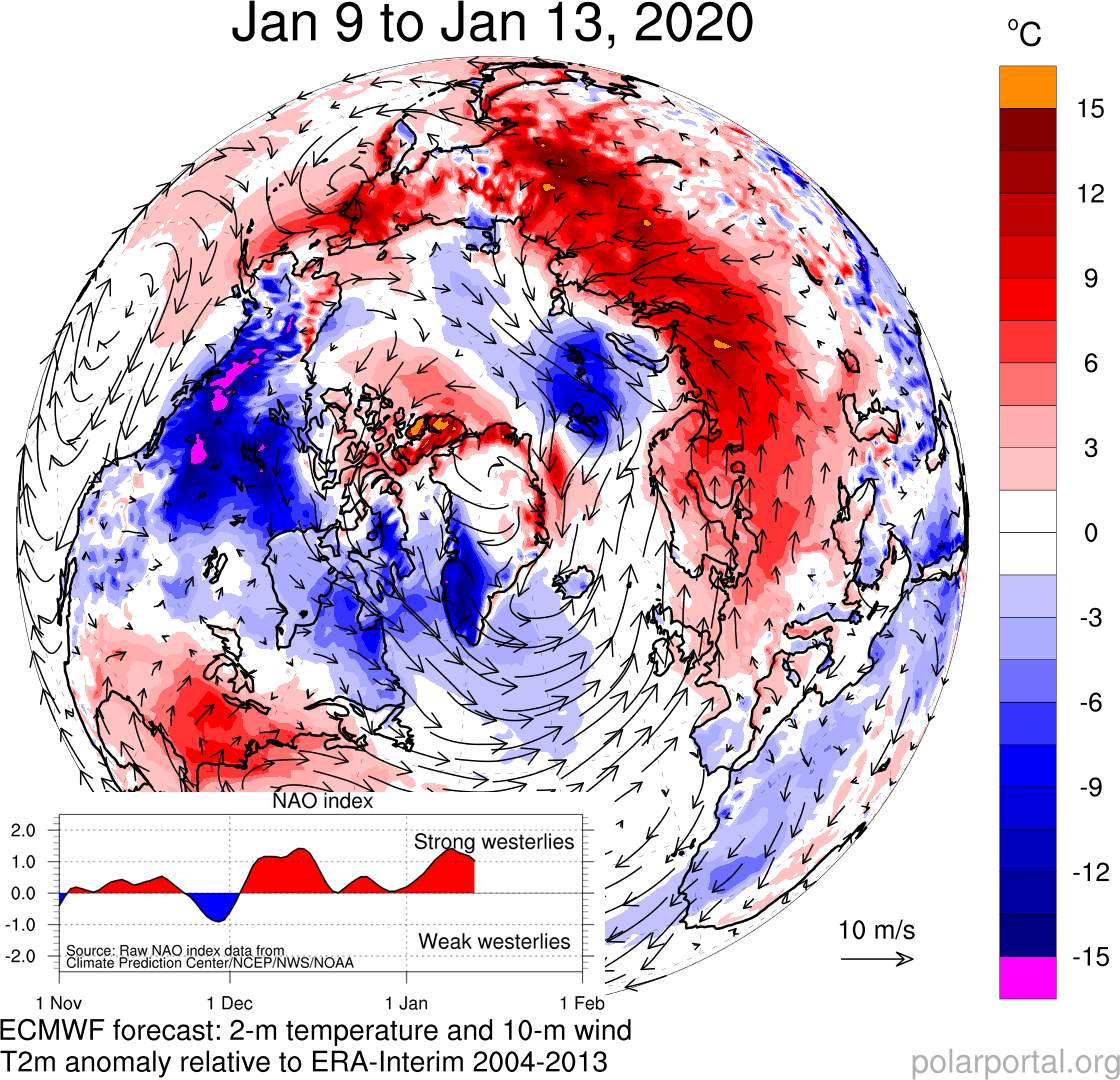 Jan 9 to Jan 13, 2020
oC
15
12
9
6
3
0
-3
-6
-9
-12
-15
NAO index
2.0
1.0
0.0
-1.0
-2.0
Strong westerlies
Weak westerlies
Source: Raw NAO index data from
Climate Prediction Center/NCEP/NWS/NOAA
1 Nov 1 Dec 1 Jan 1 Feb
10 m/s
ECMWF forecast: 2-m temperature and 10-m wind
T2m anomaly relative to ERA-Interim 2004-2013
polarportal.org